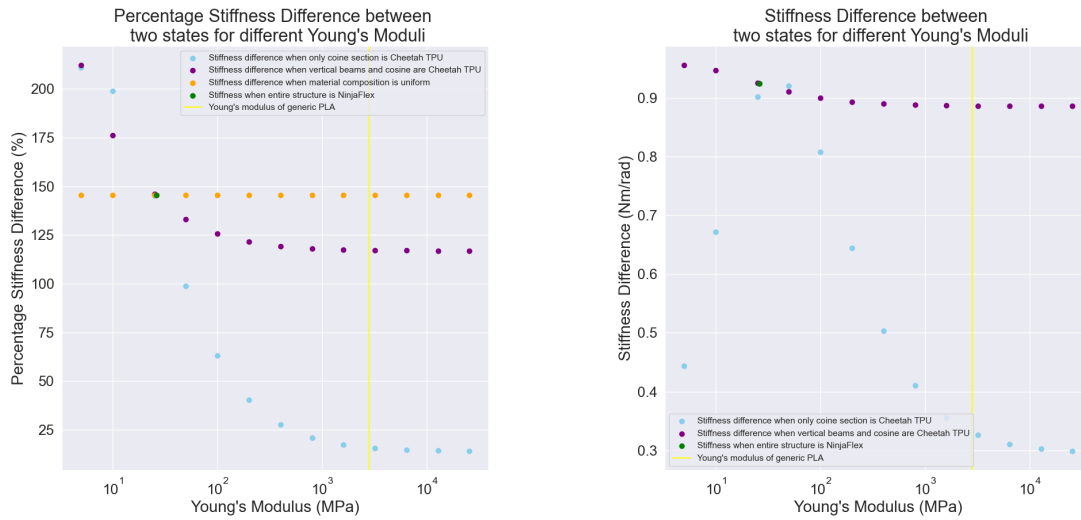 Percentage Stiffness Difference between
two states for different Young's Moduli
Stiffness difference when only coine section is Cheetah TPU
Stiffness difference when vertical beams and cosine are Cheetah TPU
Stiffness difference when material composition is uniform
Stiffness when entire structure is NinjaFlex
Young's modulus of generic PLA
Percentage Stiffness Difference (%)
200
175
150
125
100
75
50
25
10¹ 10² 10³ 10⁴
Young's Modulus (MPa)
Stiffness Difference between
two states for different Young's Moduli
Stiffness Difference (Nm/rad)
0.9
0.8
0.7
0.6
0.5
0.4
0.3
Stiffness difference when only coine section is Cheetah TPU
Stiffness difference when vertical beams and cosine are Cheetah TPU
Stiffness when entire structure is NinjaFlex
Young's modulus of generic PLA
10¹ 10² 10³ 10⁴
Young's Modulus (MPa)